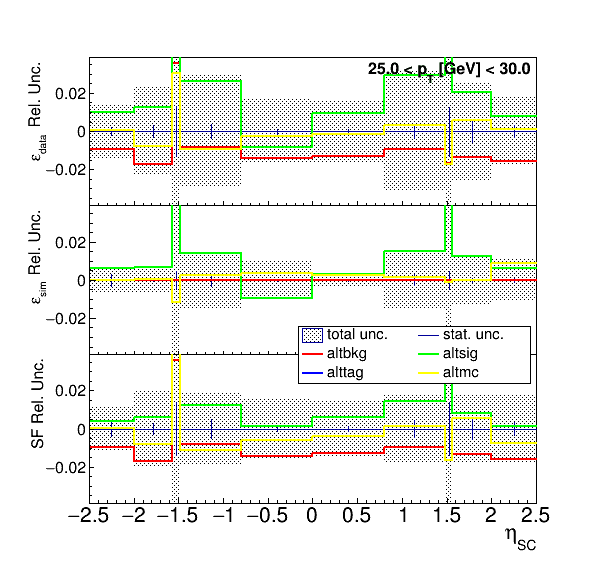 25.0 < p_T [GeV] < 30.0
ε_data Rel. Unc.
0.02
0
−0.02
ε_sim Rel. Unc.
0.02
0
−0.02
total unc. stat. unc.
altbkg altsig
alttag altmc
SF Rel. Unc.
0.02
0
−0.02
−2.5 −2 −1.5 −1 −0.5 0 0.5 1 1.5 2 2.5
η_SC